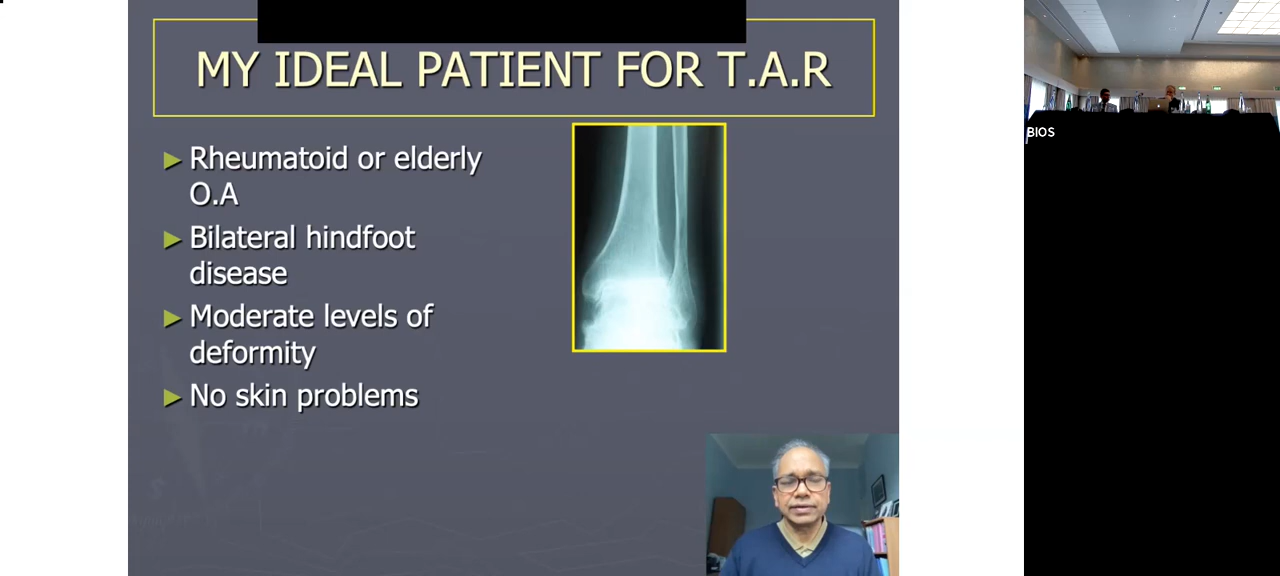 MY IDEAL PATIENT FOR T.A.R
Rheumatoid or elderly
O.A
Bilateral hindfoot
disease
Moderate levels of
deformity
No skin problems
BIOS